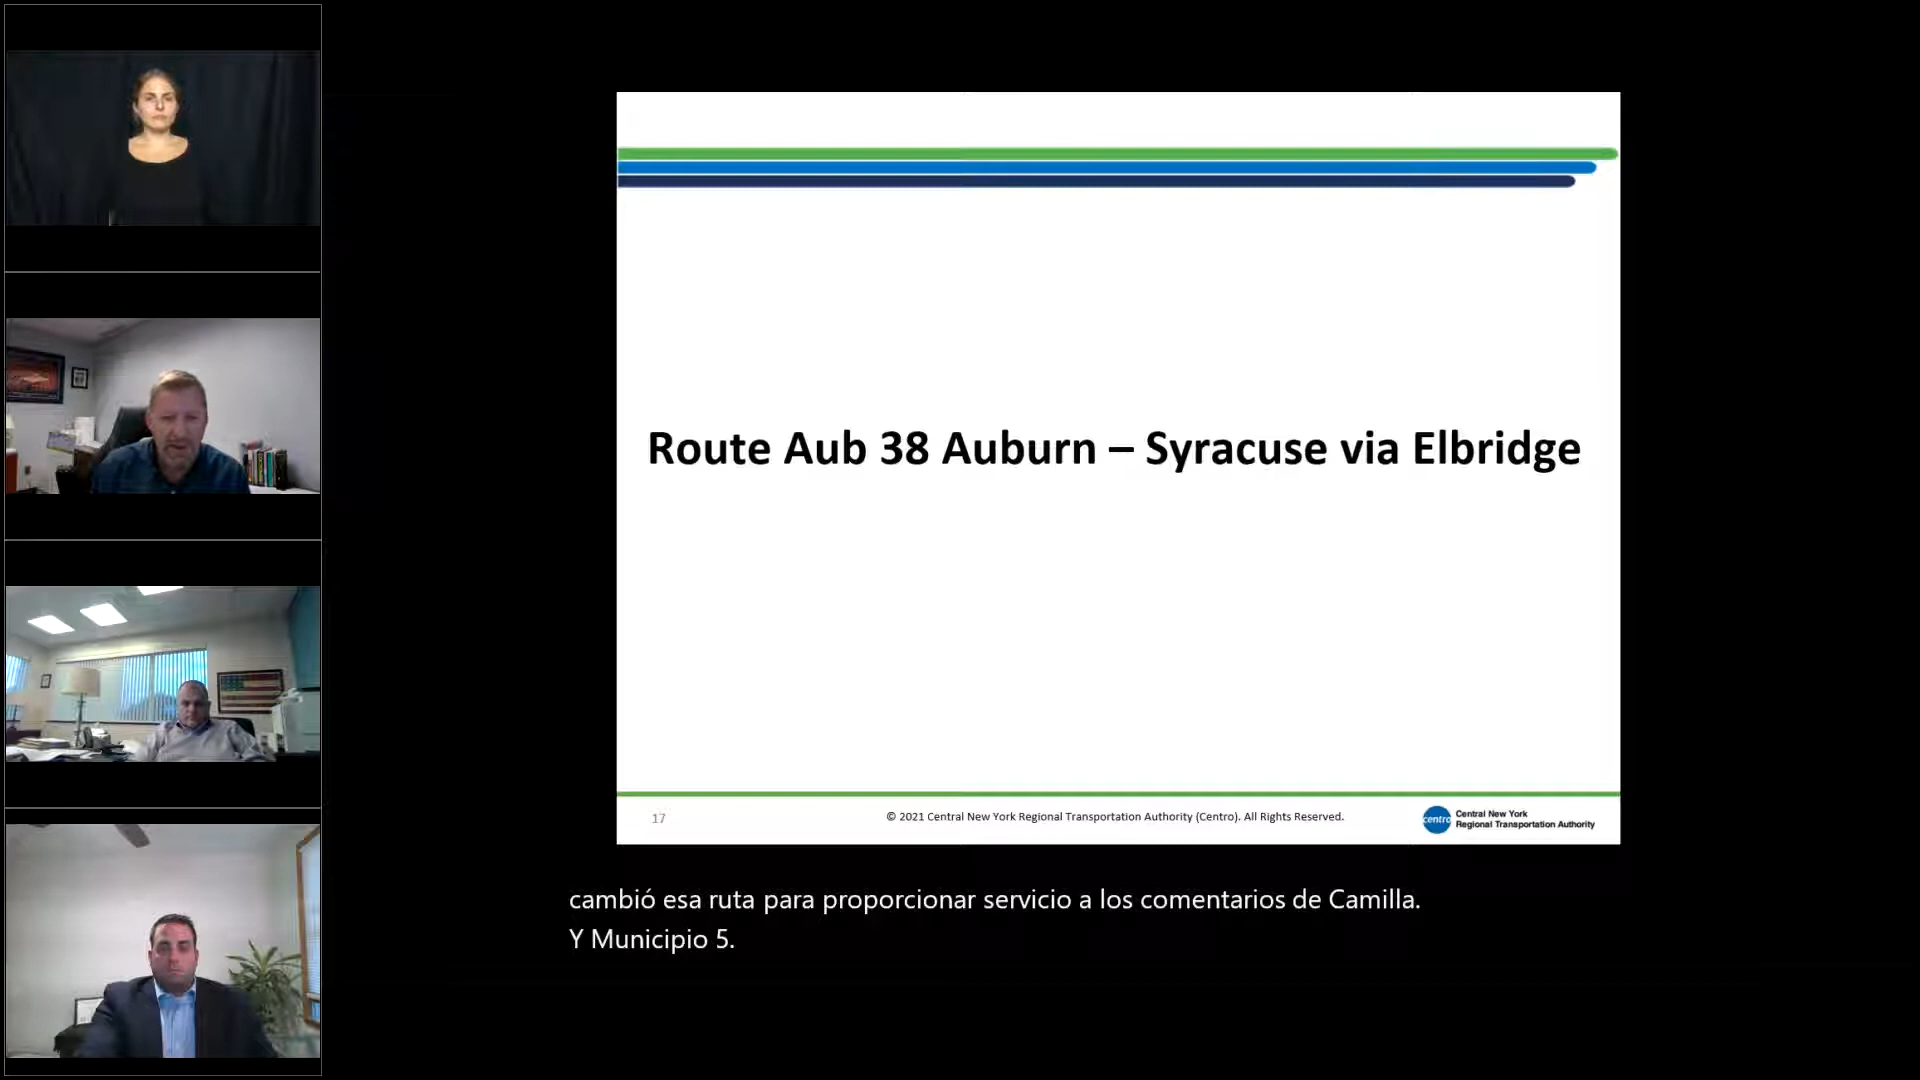 Route Aub 38 Auburn – Syracuse via Elbridge
17
© 2021 Central New York Regional Transportation Authority (Centro). All Rights Reserved.
centro
Central New York
Regional Transportation Authority
cambió esa ruta para proporcionar servicio a los comentarios de Camilla.
Y Municipio 5.